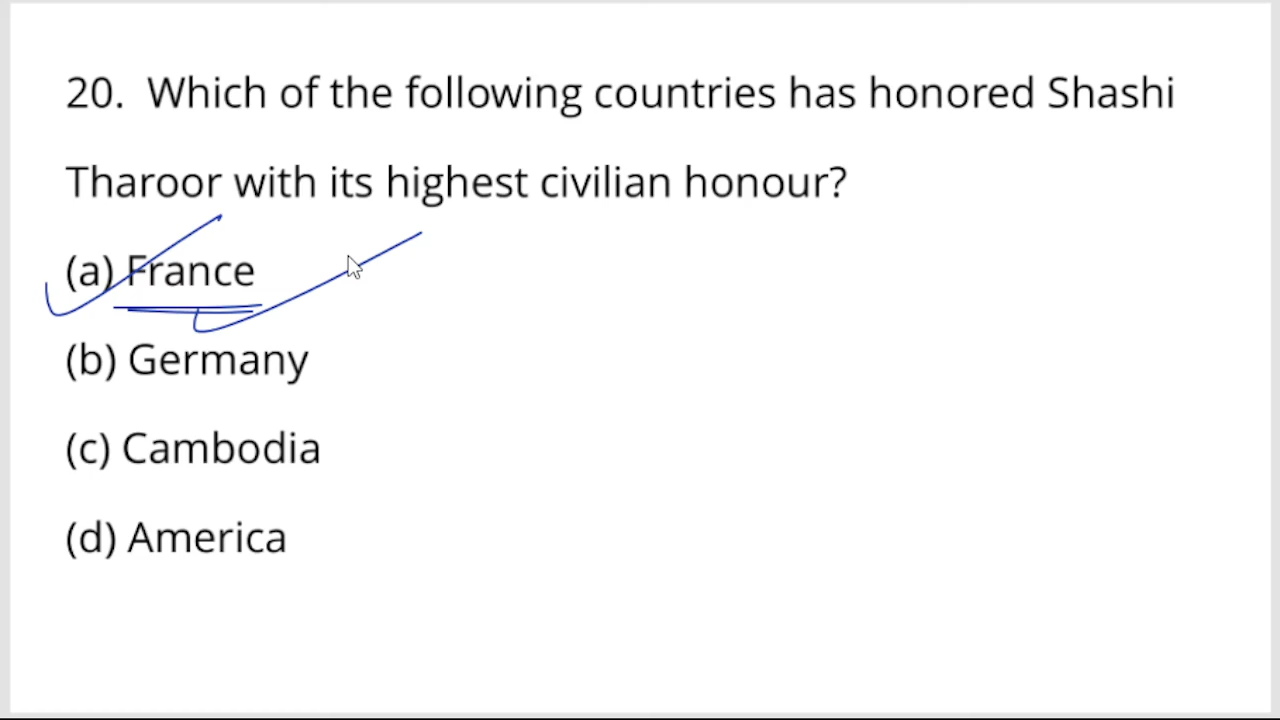 20. Which of the following countries has honored Shashi
Tharoor with its highest civilian honour?
(a) France
(b) Germany
(c) Cambodia
(d) America